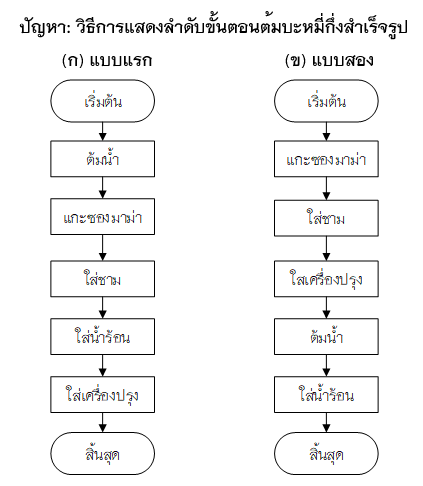 ปัญหา: วิธีการแสดงลำดับขั้นตอนต้มบะหมี่กึ่งสำเร็จรูป
(ก) แบบแรก
เริ่มต้น
ต้มน้ำ
แกะซองมาม่า
ใส่ชาม
ใส่น้ำร้อน
ใส่เครื่องปรุง
สิ้นสุด
(ข) แบบสอง
เริ่มต้น
แกะซองมาม่า
ใส่ชาม
ใสเครื่องปรุง
ต้มน้ำ
ใส่น้ำร้อน
สิ้นสุด